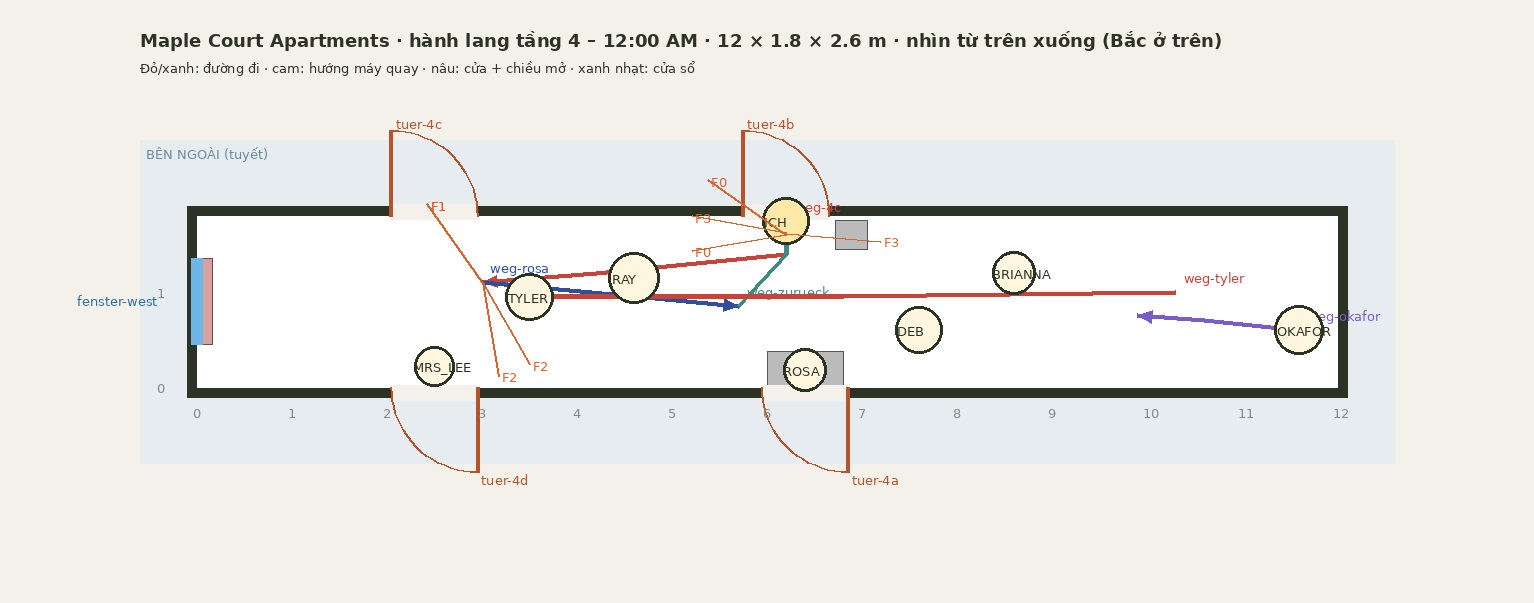 Maple Court Apartments · hành lang tầng 4 – 12:00 AM · 12 × 1.8 × 2.6 m · nhìn từ trên xuống (Bắc ở trên)
Đỏ/xanh: đường đi · cam: hướng máy quay · nâu: cửa + chiều mở · xanh nhạt: cửa sổ
tuer-4c
tuer-4b
BÊN NGOÀI (tuyết)
F0
F1
F3
CH
F3
F0
weg-rosa
RAY
BRIANNA
weg-tyler
fenster-west
1
TYLER
weg-zurueck
DEB
OKAFOR
eg-okafor
MRS_LEE
F2
F2
ROSA
0
0 1 2 3 4 5 6 7 8 9 10 11 12
tuer-4d
tuer-4a